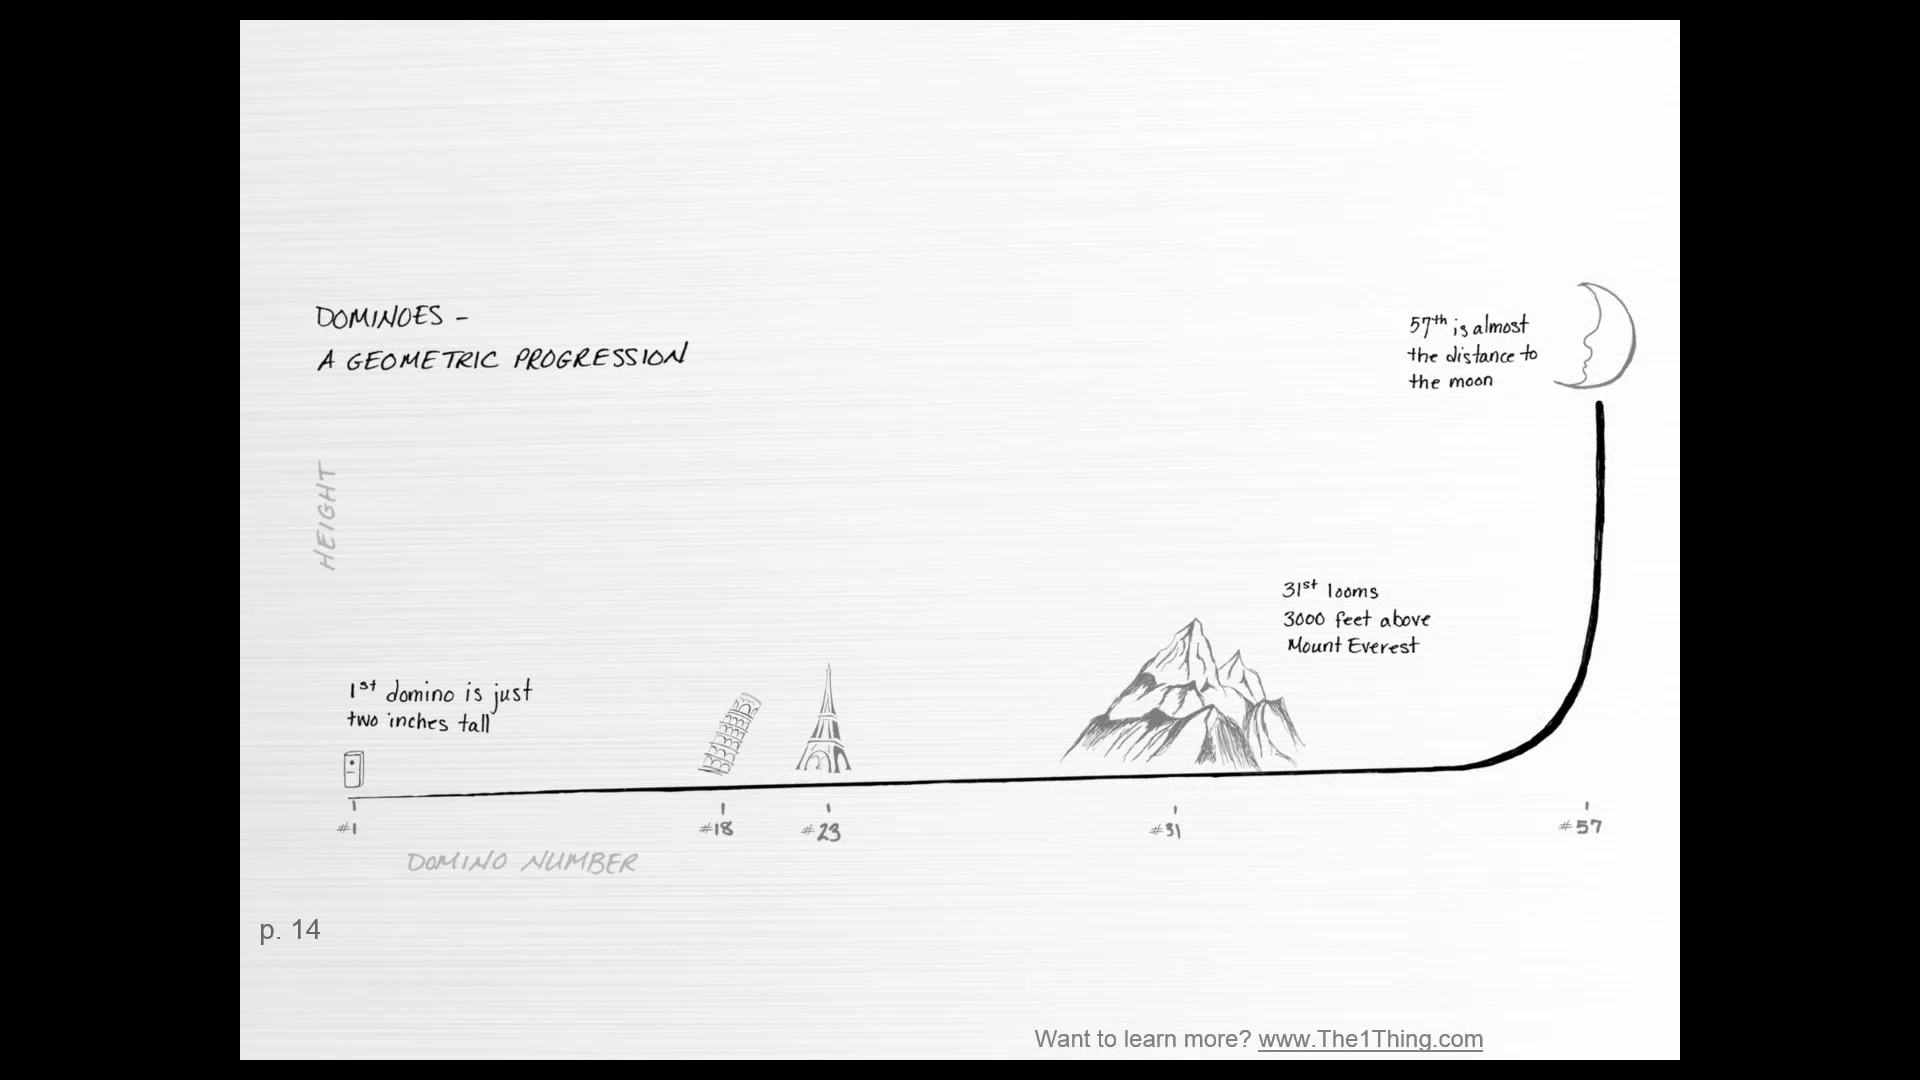 DOMINOES –
A GEOMETRIC PROGRESSION
57th is almost
the distance to
the moon
HEIGHT
31st looms
3000 feet above
Mount Everest
1st domino is just
two inches tall
#1
#18
#23
#31
#57
DOMINO NUMBER
p. 14
Want to learn more? www.The1Thing.com